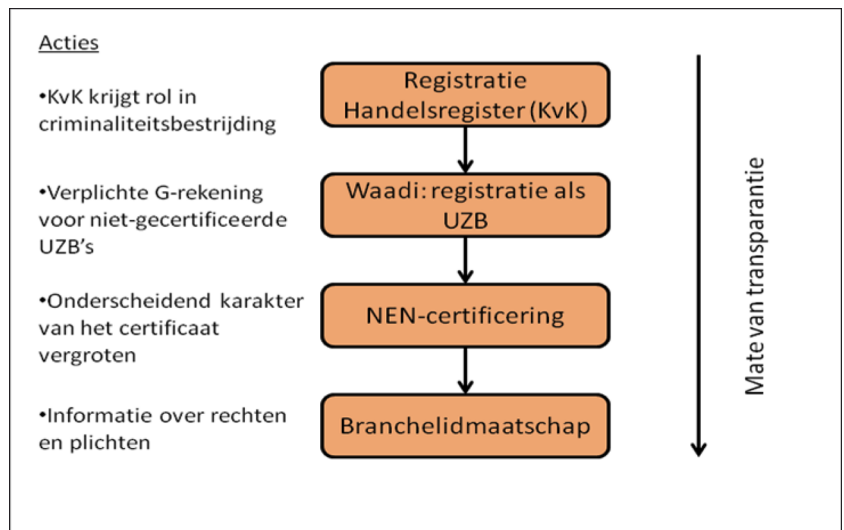 Acties
•KvK krijgt rol in
criminaliteitsbestrijding
•Verplichte G-rekening
voor niet-gecertificeerde
UZB's
•Onderscheidend karakter
van het certificaat
vergroten
•Informatie over rechten
en plichten
Registratie
Handelsregister (KvK)
Waadi: registratie als
UZB
NEN-certificering
Branchelidmaatschap
Mate van transparantie